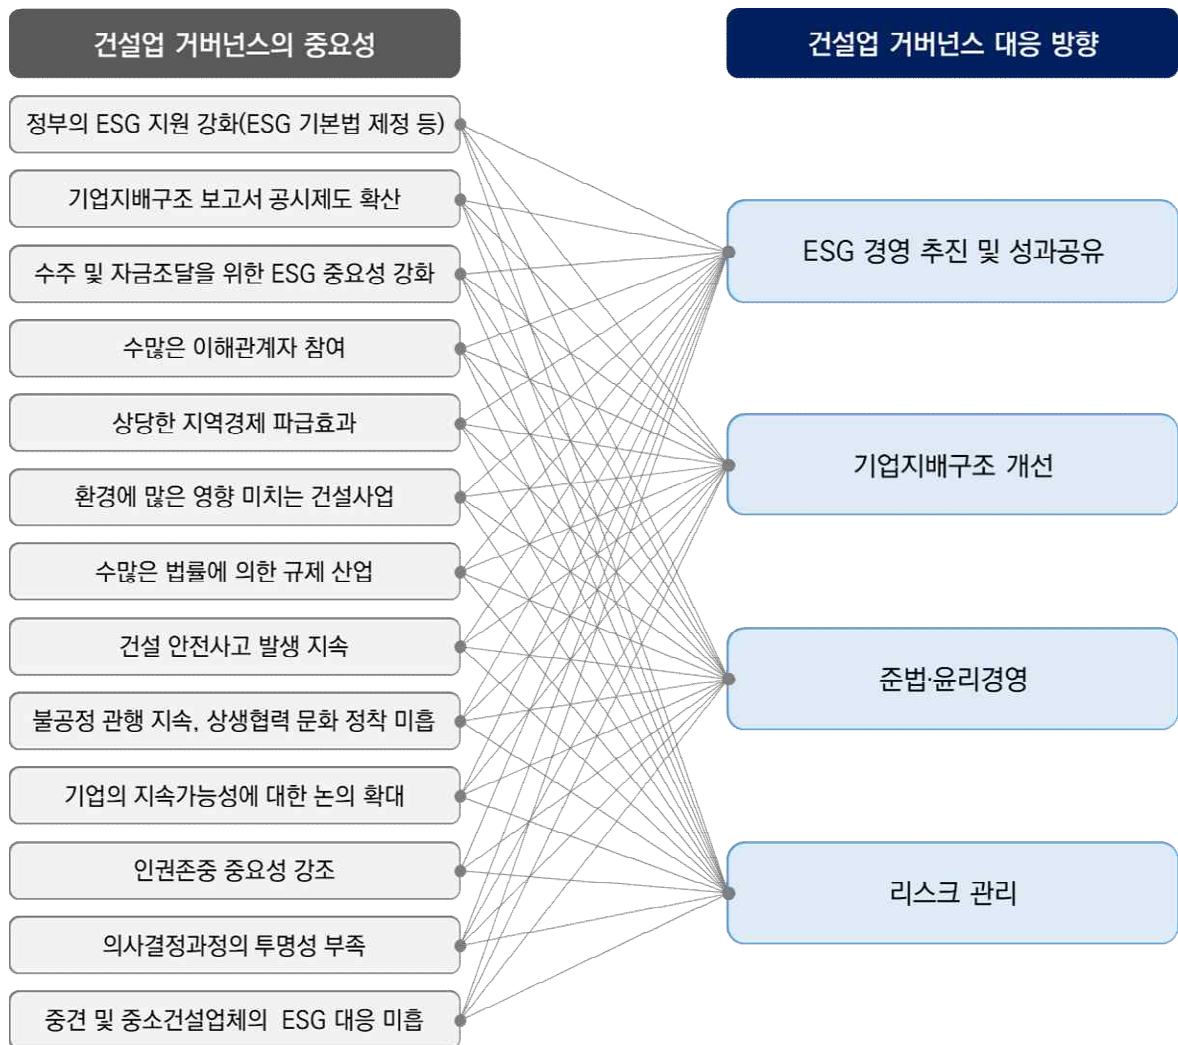 건설업 거버넌스의 중요성
정부의 ESG 지원 강화(ESG 기본법 제정 등)
기업지배구조 보고서 공시제도 확산
수주 및 자금조달을 위한 ESG 중요성 강화
수많은 이해관계자 참여
상당한 지역경제 파급효과
환경에 많은 영향 미치는 건설사업
수많은 법률에 의한 규제 산업
건설 안전사고 발생 지속
불공정 관행 지속, 상생협력 문화 정착 미흡
기업의 지속가능성에 대한 논의 확대
인권존중 중요성 강조
의사결정과정의 투명성 부족
중견 및 중소건설업체의 ESG 대응 미흡
건설업 거버넌스 대응 방향
ESG 경영 추진 및 성과공유
기업지배구조 개선
준법·윤리경영
리스크 관리